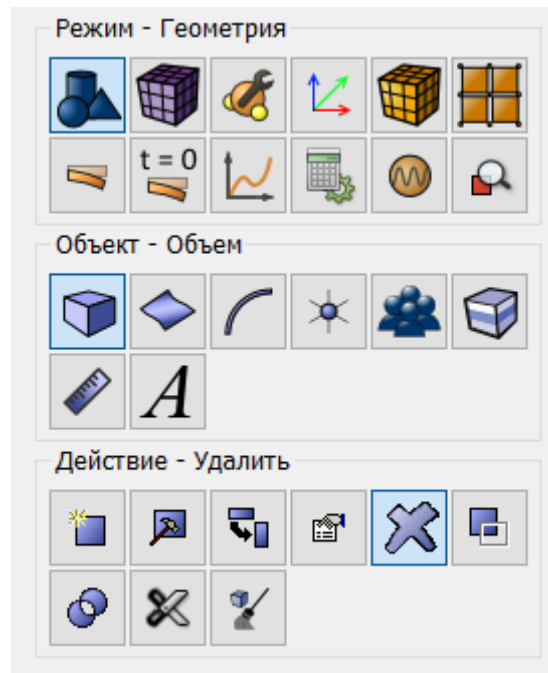 Режим - Геометрия
t = 0
Объект - Объем
A
Действие - Удалить